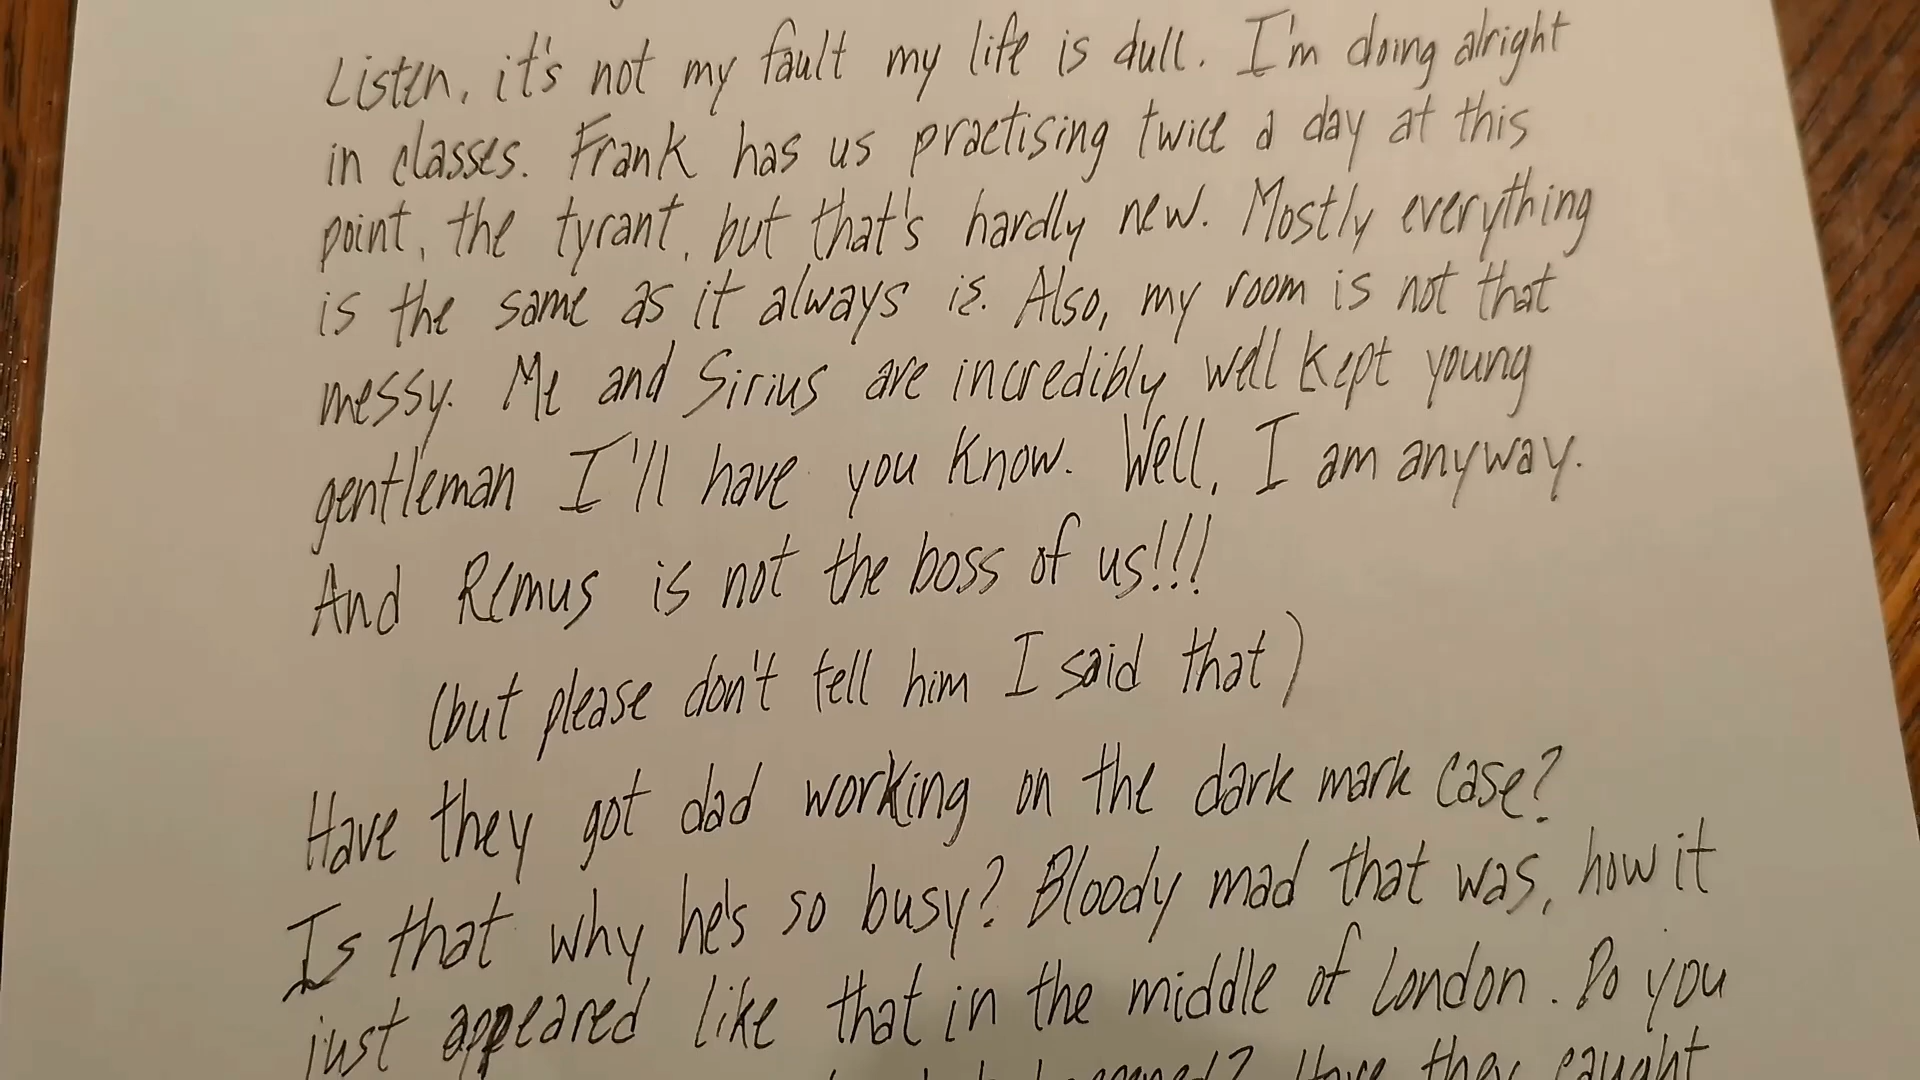 Listen, it's not my fault my life is dull. I'm doing alright
in classes. Frank has us practising twice a day at this
point, the tyrant, but that's hardly new. Mostly everything
is the same as it always is. Also, my room is not that
messy. Me and Sirius are incredibly well kept young
gentleman I'll have you know. Well, I am anyway.
And Remus is not the boss of us!!!
(but please don't tell him I said that)
Have they got dad working on the dark mark case?
Is that why he's so busy? Bloody mad that was, how it
just appeared like that in the middle of London. Do you
Have they caught